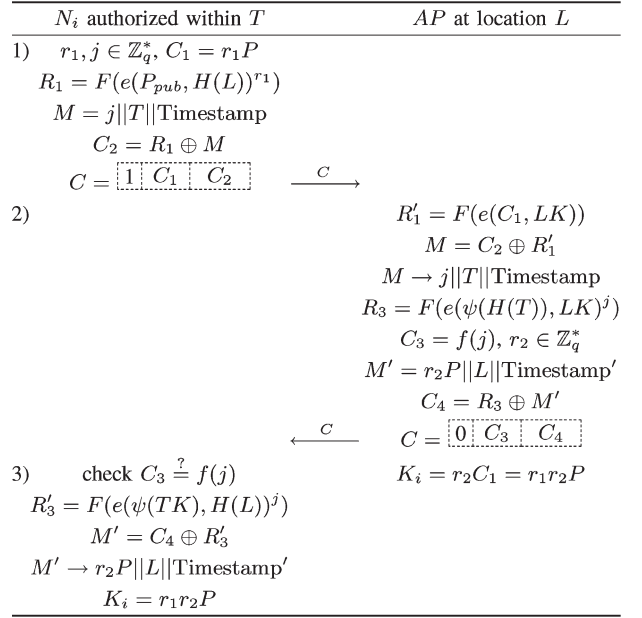 N_i authorized within T    AP at location L
1) r_1, j ∈ ℤ_q^*, C_1 = r_1P
R_1 = F(e(P_{pub}, H(L))^{r_1})
M = j||T||Timestamp
C_2 = R_1 ⊕ M
C = 1 C_1 C_2    C →
2)
R'_1 = F(e(C_1, LK))
M = C_2 ⊕ R'_1
M → j||T||Timestamp
R_3 = F(e(ψ(H(T)), LK)^j)
C_3 = f(j), r_2 ∈ ℤ_q^*
M' = r_2P||L||Timestamp'
C_4 = R_3 ⊕ M'
C ←    C = 0 C_3 C_4
3) check C_3 ≟ f(j)    K_i = r_2C_1 = r_1r_2P
R'_3 = F(e(ψ(TK), H(L))^j)
M' = C_4 ⊕ R'_3
M' → r_2P||L||Timestamp'
K_i = r_1r_2P